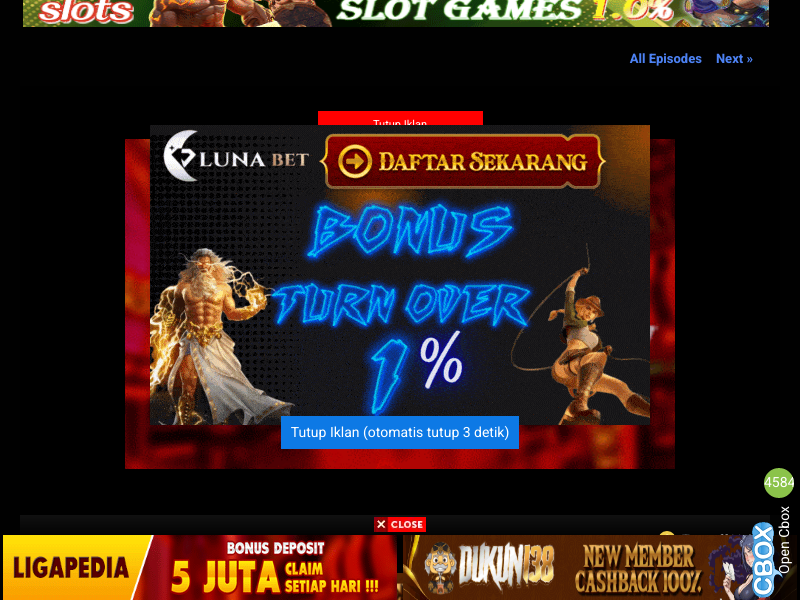 slots
SLOT GAMES 1.0%
All Episodes Next »
Tutup Iklan
LUNA BET
DAFTAR SEKARANG
BONUS
TURN OVER
1%
Tutup Iklan (otomatis tutup 3 detik)
4584
Open Cbox
CBOX
CLOSE
LIGAPEDIA
BONUS DEPOSIT
5 JUTA CLAIM SETIAP HARI !!!
DUKUN138
NEW MEMBER
CASHBACK 100%